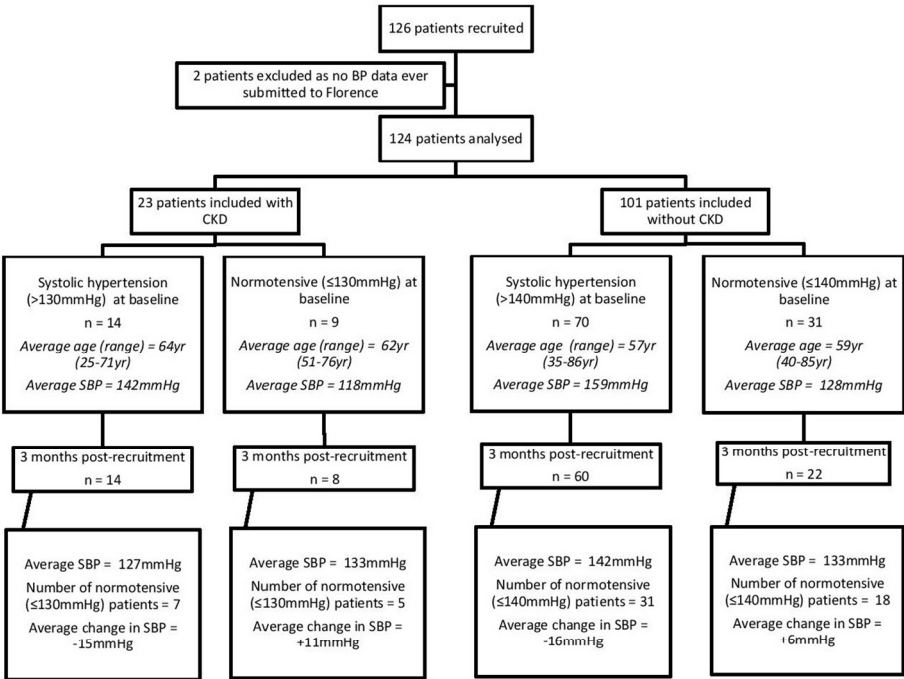 126 patients recruited
2 patients excluded as no BP data ever
submitted to Florence
124 patients analysed
23 patients included with
CKD
101 patients included
without CKD
Systolic hypertension
(>130mmHg) at baseline
n = 14
Average age (range) = 64yr
(25-71yr)
Average SBP = 142mmHg
Normotensive (≤130mmHg) at
baseline
n = 9
Average age (range) = 62yr
(51-76yr)
Average SBP = 118mmHg
Systolic hypertension
(>140mmHg) at baseline
n = 70
Average age (range) = 57yr
(35-86yr)
Average SBP = 159mmHg
Normotensive (≤140mmHg) at
baseline
n = 31
Average age = 59yr
(40-85yr)
Average SBP = 128mmHg
3 months post-recruitment
n = 14
3 months post-recruitment
n = 8
3 months post-recruitment
n = 60
3 months post-recruitment
n = 22
Average SBP = 127mmHg
Number of normotensive
(≤130mmHg) patients = 7
Average change in SBP =
-15mmHg
Average SBP = 133mmHg
Number of normotensive
(≤130mmHg) patients = 5
Average change in SBP =
+11mmHg
Average SBP = 142mmHg
Number of normotensive
(≤140mmHg) patients = 31
Average change in SBP =
-16mmHg
Average SBP = 133mmHg
Number of normotensive
(≤140mmHg) patients = 18
Average change in SBP =
+6mmHg